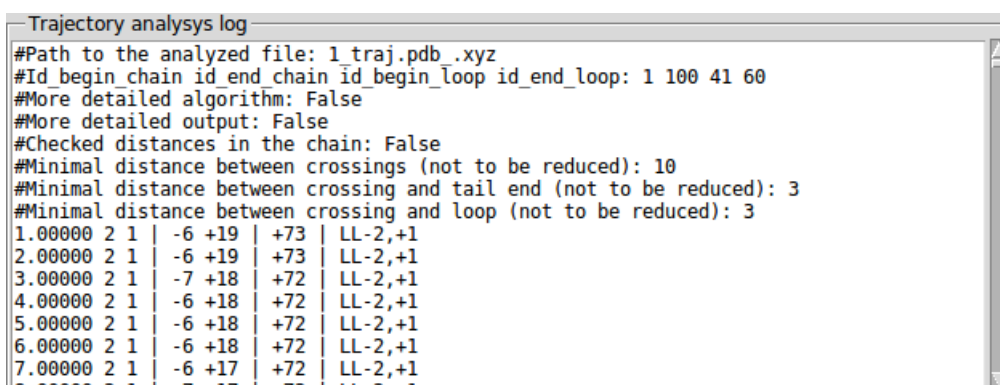 Trajectory analysys log
#Path to the analyzed file: 1_traj.pdb_.xyz
#Id_begin_chain id_end_chain id_begin_loop id_end_loop: 1 100 41 60
#More detailed algorithm: False
#More detailed output: False
#Checked distances in the chain: False
#Minimal distance between crossings (not to be reduced): 10
#Minimal distance between crossing and tail end (not to be reduced): 3
#Minimal distance between crossing and loop (not to be reduced): 3
1.00000 2 1 | -6 +19 | +73 | LL-2,+1
2.00000 2 1 | -6 +19 | +73 | LL-2,+1
3.00000 2 1 | -7 +18 | +72 | LL-2,+1
4.00000 2 1 | -6 +18 | +72 | LL-2,+1
5.00000 2 1 | -6 +18 | +72 | LL-2,+1
6.00000 2 1 | -6 +18 | +72 | LL-2,+1
7.00000 2 1 | -6 +17 | +72 | LL-2,+1